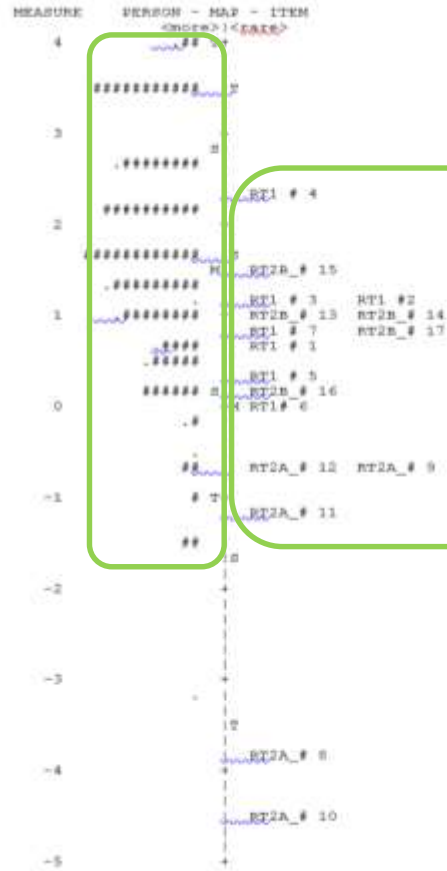 MEASURE PERSON - MAP - ITEM
<more>|<rare>
4 .## +
########### T
3 +
S
.########
RT1 # 4
########## 
2 +
############ S
M RT2B_# 15
.########
RT1 # 3 RT1 #2
1 .######## RT2B_# 13 RT2B_# 14
RT1 # 7 RT2B_# 17
#### RT1 # 1
.#####
RT1 # 5
###### S RT2B_# 16
0 M RT1# 6
.#
.
## RT2A_# 12 RT2A_# 9
-1 # T+
RT2A_# 11
##
S
-2 +
-3 +
.
T
RT2A_# 8
-4 +
RT2A_# 10
-5 +